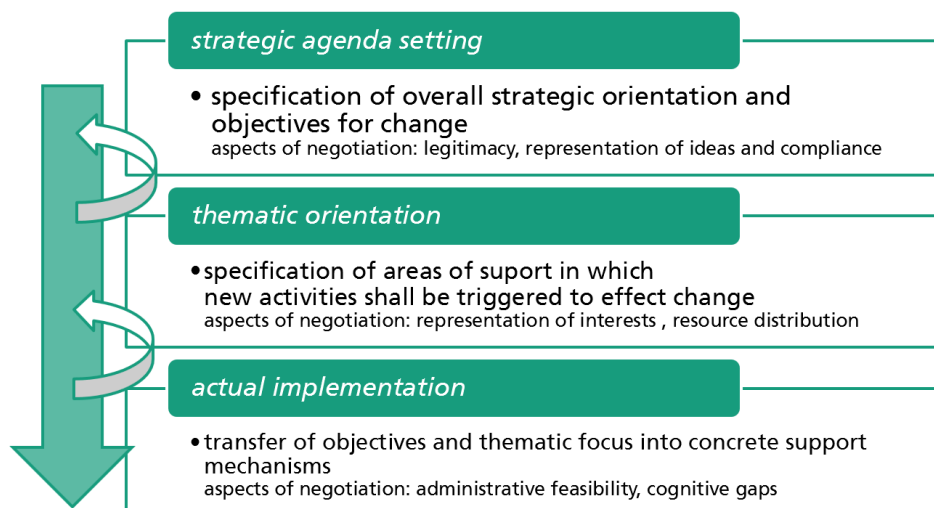 strategic agenda setting
• specification of overall strategic orientation and
objectives for change
aspects of negotiation: legitimacy, representation of ideas and compliance
thematic orientation
• specification of areas of suport in which
new activities shall be triggered to effect change
aspects of negotiation: representation of interests , resource distribution
actual implementation
• transfer of objectives and thematic focus into concrete support
mechanisms
aspects of negotiation: administrative feasibility, cognitive gaps